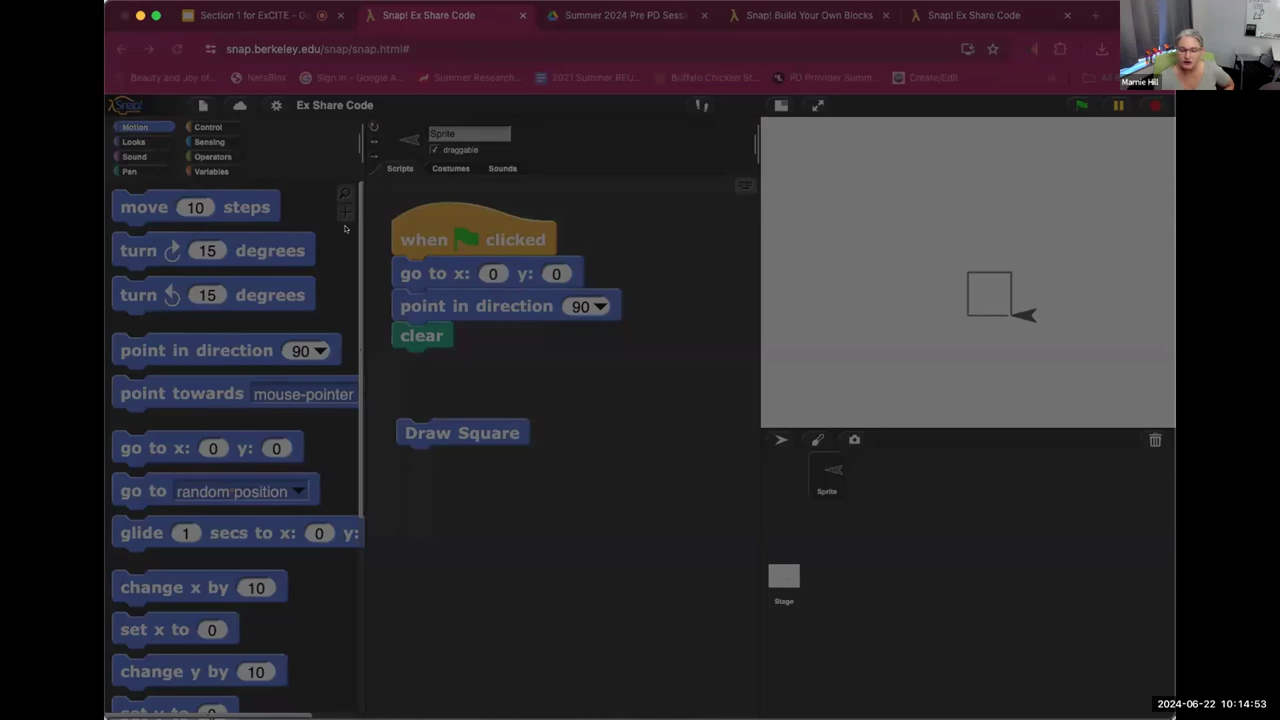 Section 1 for ExCITE - G
Snap! Ex Share Code
Summer 2024 Pre PD Sessi
Snap! Build Your Own Blocks
Snap! Ex Share Code
snap.berkeley.edu/snap/snap.html#
Beauty and Joy of...
NetsBlox
Sign in - Google A...
Summer Research...
2021 Summer REU...
Buffalo Chicken St...
PD Provider Summ...
Create/Edit
Marnie Hill
Snap!
Ex Share Code
Motion
Control
Looks
Sensing
Sound
Operators
Pen
Variables
Sprite
draggable
Scripts
Costumes
Sounds
move 10 steps
turn 15 degrees
turn 15 degrees
point in direction 90
point towards mouse-pointer
go to x: 0 y: 0
go to random position
glide 1 secs to x: 0 y:
change x by 10
set x to 0
change y by 10
when clicked
go to x: 0 y: 0
point in direction 90
clear
Draw Square
Sprite
Stage
2024-06-22 10:14:53